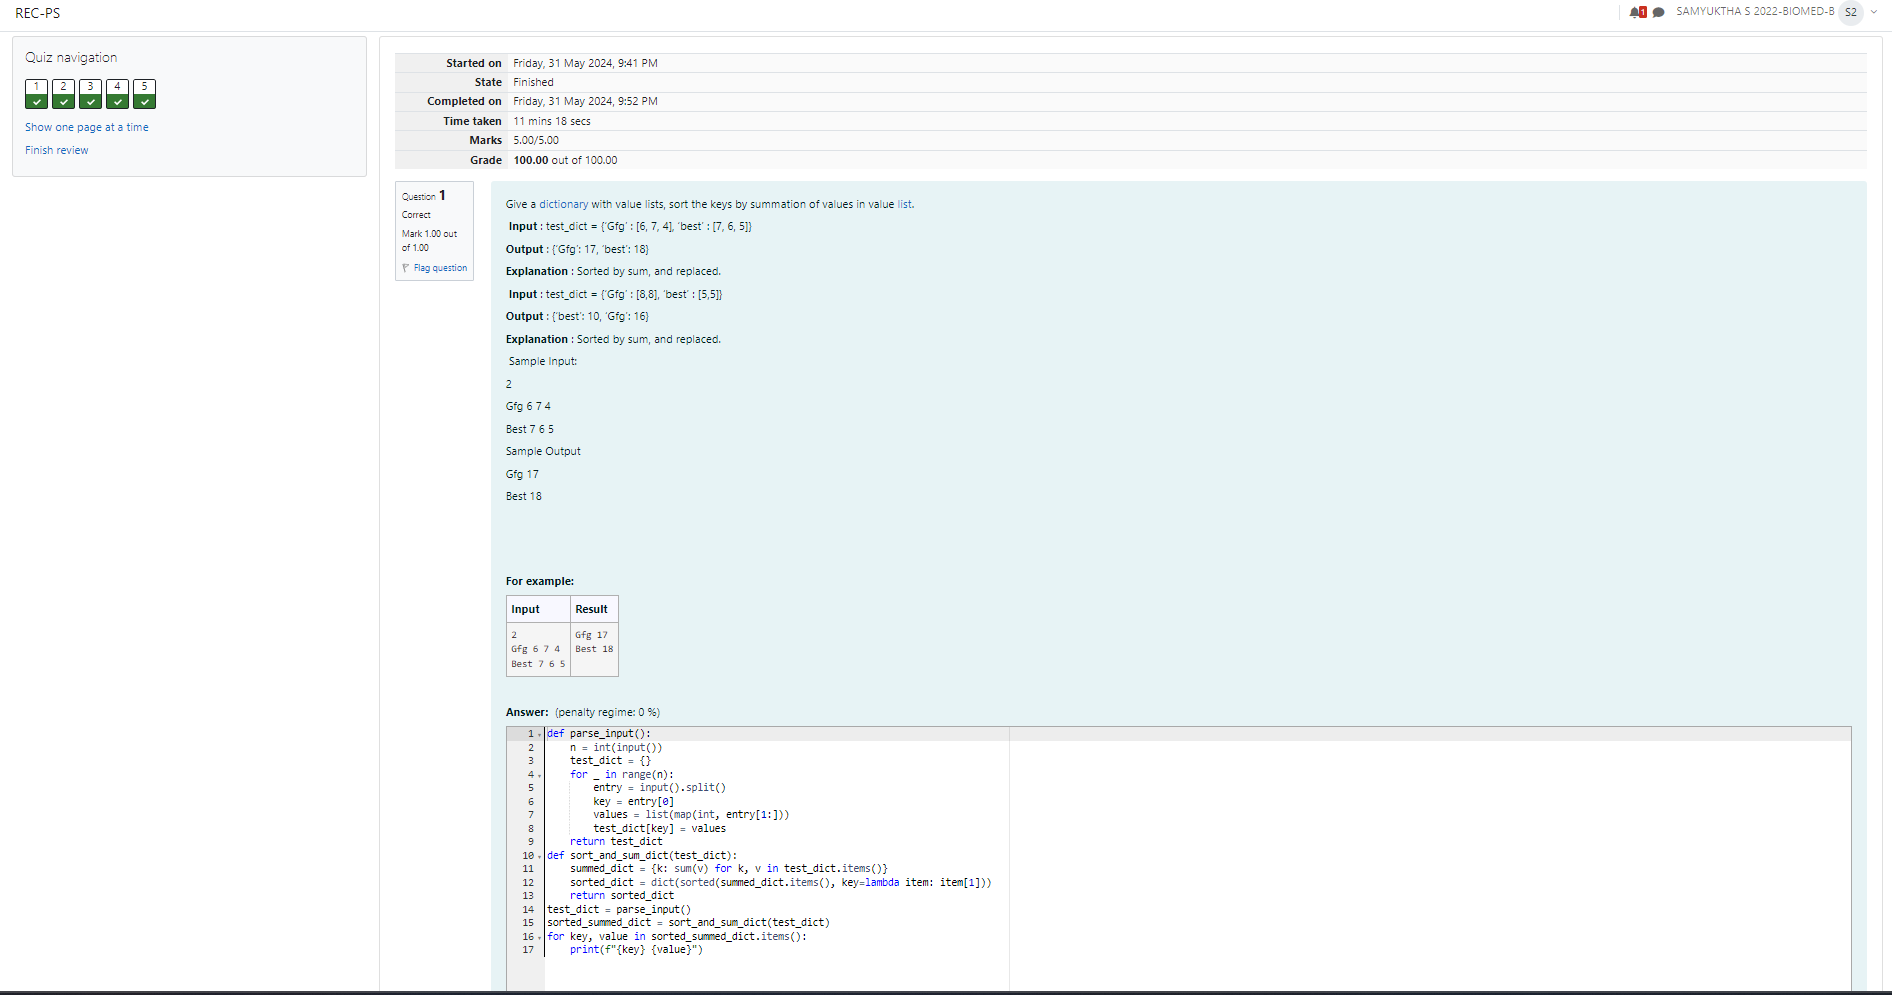 REC-PS
1
SAMYUKTHA S 2022-BIOMED-B S2
Quiz navigation
1 2 3 4 5
Show one page at a time
Finish review
Started on Friday, 31 May 2024, 9:41 PM
State Finished
Completed on Friday, 31 May 2024, 9:52 PM
Time taken 11 mins 18 secs
Marks 5.00/5.00
Grade 100.00 out of 100.00
Question 1
Correct
Mark 1.00 out
of 1.00
Flag question
Give a dictionary with value lists, sort the keys by summation of values in value list.
Input : test_dict = {'Gfg' : [6, 7, 4], 'best' : [7, 6, 5]}
Output : {'Gfg': 17, 'best': 18}
Explanation : Sorted by sum, and replaced.
Input : test_dict = {'Gfg' : [8,8], 'best' : [5,5]}
Output : {'best': 10, 'Gfg': 16}
Explanation : Sorted by sum, and replaced.
Sample Input:
2
Gfg 6 7 4
Best 7 6 5
Sample Output
Gfg 17
Best 18
For example:
Input Result
2 Gfg 17
Gfg 6 7 4 Best 18
Best 7 6 5
Answer: (penalty regime: 0 %)
1 def parse_input():
2 n = int(input())
3 test_dict = {}
4 for _ in range(n):
5 entry = input().split()
6 key = entry[0]
7 values = list(map(int, entry[1:]))
8 test_dict[key] = values
9 return test_dict
10 def sort_and_sum_dict(test_dict):
11 summed_dict = {k: sum(v) for k, v in test_dict.items()}
12 sorted_dict = dict(sorted(summed_dict.items(), key=lambda item: item[1]))
13 return sorted_dict
14 test_dict = parse_input()
15 sorted_summed_dict = sort_and_sum_dict(test_dict)
16 for key, value in sorted_summed_dict.items():
17 print(f"{key} {value}")